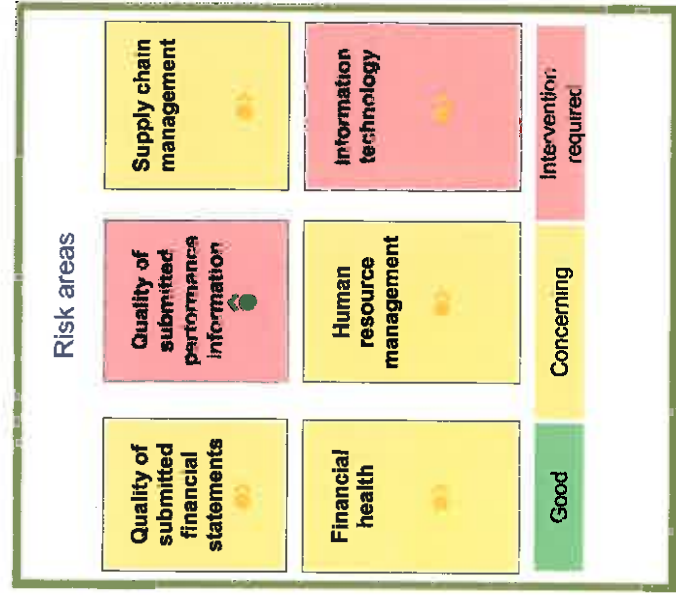 Risk areas
Quality of
submitted
financial
statements
Quality of
submitted
performance
information
Supply chain
management
Financial
health
Human
resource
management
Information
technology
Good
Concerning
Intervention
required